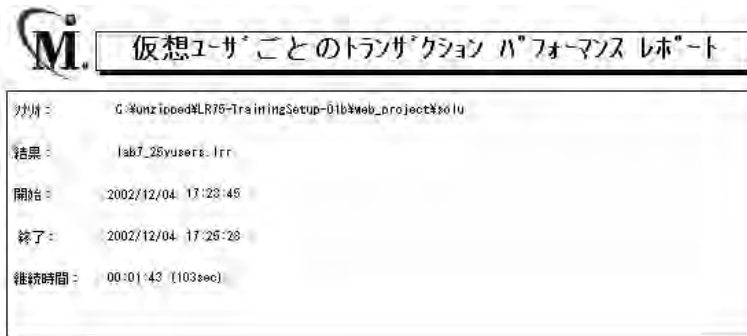 M.
仮想ユーザごとのトランザクション パフォーマンス レポート
シナリオ： G:¥unzipped¥LR75-TrainingSetup-01b¥web_project¥solu
結果： lab7_25vusers.lrr
開始： 2002/12/04 17:23:45
終了： 2002/12/04 17:25:28
継続時間： 00:01:43 (103sec)